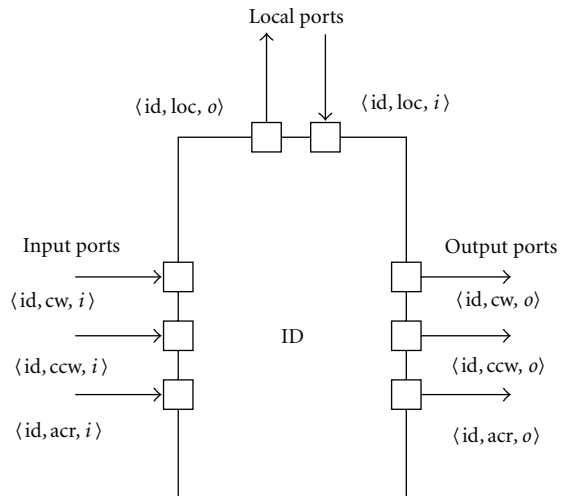 Local ports
⟨id, loc, o⟩
⟨id, loc, i⟩
Input ports
Output ports
⟨id, cw, i⟩
⟨id, cw, o⟩
ID
⟨id, ccw, i⟩
⟨id, ccw, o⟩
⟨id, acr, i⟩
⟨id, acr, o⟩